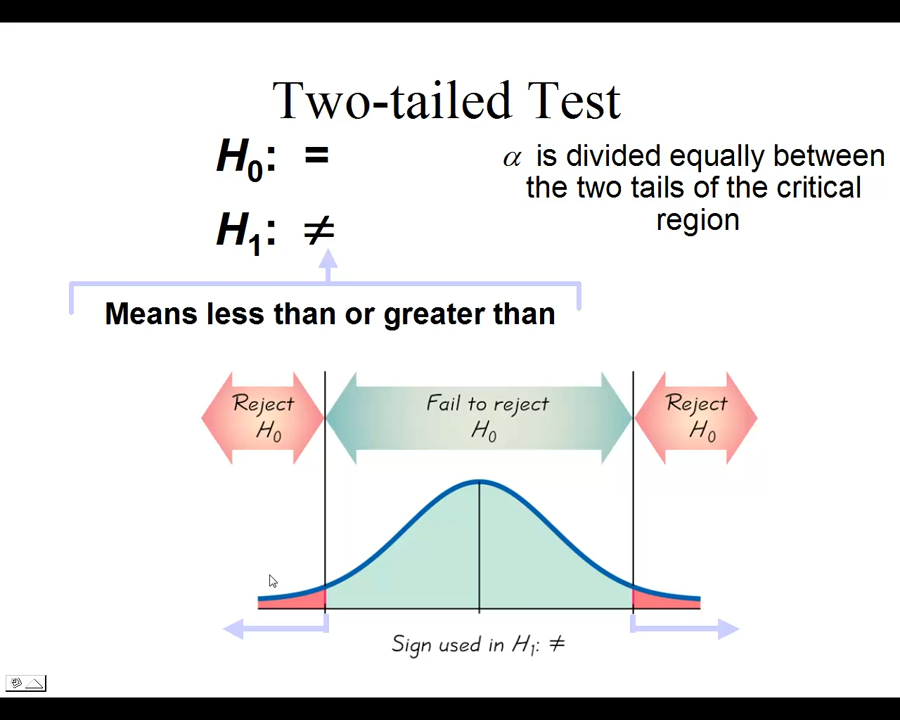 Two-tailed Test
H₀: =
α is divided equally between
the two tails of the critical
region
H₁: ≠
Means less than or greater than
Reject
H₀
Fail to reject
H₀
Reject
H₀
Sign used in H₁: ≠